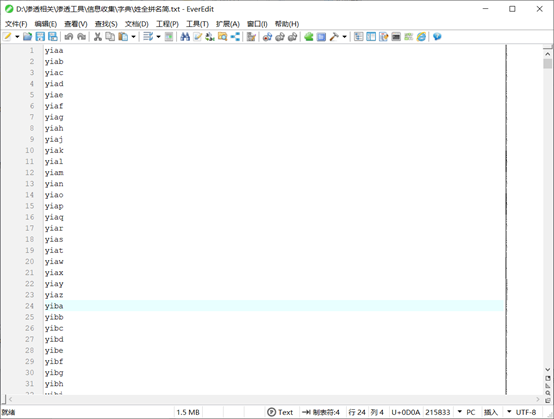 D:\渗透相关\渗透工具\信息收集\字典\姓全拼名简.txt - EverEdit
文件(F) 编辑(E) 查看(V) 查找(S) 文档(D) 工程(P) 工具(T) 扩展(A) 窗口(I) 帮助(H)
1 yiaa
2 yiab
3 yiac
4 yiad
5 yiae
6 yiaf
7 yiag
8 yiah
9 yiaj
10 yiak
11 yial
12 yiam
13 yian
14 yiao
15 yiap
16 yiaq
17 yiar
18 yias
19 yiat
20 yiaw
21 yiax
22 yiay
23 yiaz
24 yiba
25 yibb
26 yibc
27 yibd
28 yibe
29 yibf
30 yibg
31 yibh
就绪 1.5 MB Text 制表符:4 行 24 列 4 U+0D0A 215833 PC 插入 UTF-8